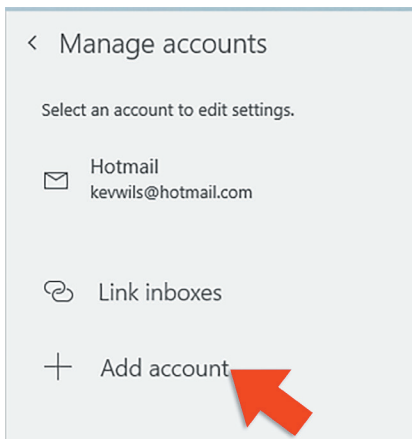 Manage accounts
Select an account to edit settings.
Hotmail
kevwils@hotmail.com
Link inboxes
Add account